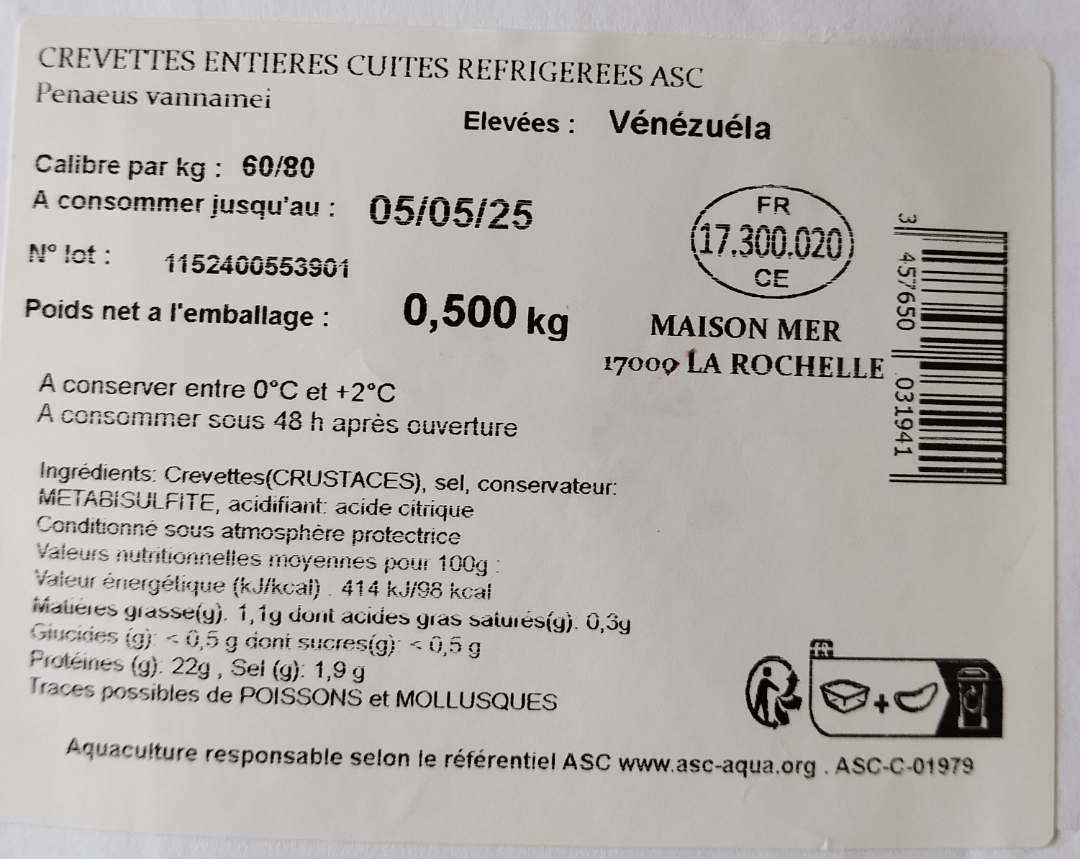 CREVETTES ENTIERES CUITES REFRIGEREES ASC
Penaeus vannamei
Elevées : Vénézuéla
Calibre par kg : 60/80
A consommer jusqu'au : 05/05/25
N° lot : 1152400553901
Poids net a l'emballage : 0,500 kg
FR
17.300.020
CE
MAISON MER
17000 LA ROCHELLE
3 457650 031941
A conserver entre 0°C et +2°C
A consommer sous 48 h après ouverture
Ingrédients: Crevettes(CRUSTACES), sel, conservateur:
METABISULFITE, acidifiant: acide citrique
Conditionné sous atmosphère protectrice
Valeurs nutritionnelles moyennes pour 100g :
Valeur énergétique (kJ/kcal) : 414 kJ/98 kcal
Matières grasse(g): 1,1g dont acides gras saturés(g): 0,3g
Glucides (g): < 0,5 g dont sucres(g): < 0,5 g
Protéines (g): 22g , Sel (g): 1,9 g
Traces possibles de POISSONS et MOLLUSQUES
FR
Aquaculture responsable selon le référentiel ASC www.asc-aqua.org . ASC-C-01979